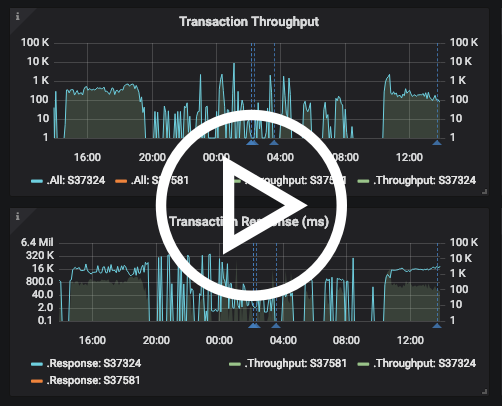 i
Transaction Throughput
100 K 100 K
10 K 10 K
1 K 1 K
100 100
10 10
1 1
16:00 20:00 00:00 04:00 08:00 12:00
.All: S37324 .All: S37581 .Throughput: S37581 .Throughput: S37324
i
Transaction Response (ms)
6.4 Mil 100 K
320 K 10 K
16 K 1 K
800.0 100
40.0 10
2.0 1
0.1
16:00 20:00 00:00 04:00 08:00 12:00
.Response: S37324 .Throughput: S37581 .Throughput: S37324
.Response: S37581